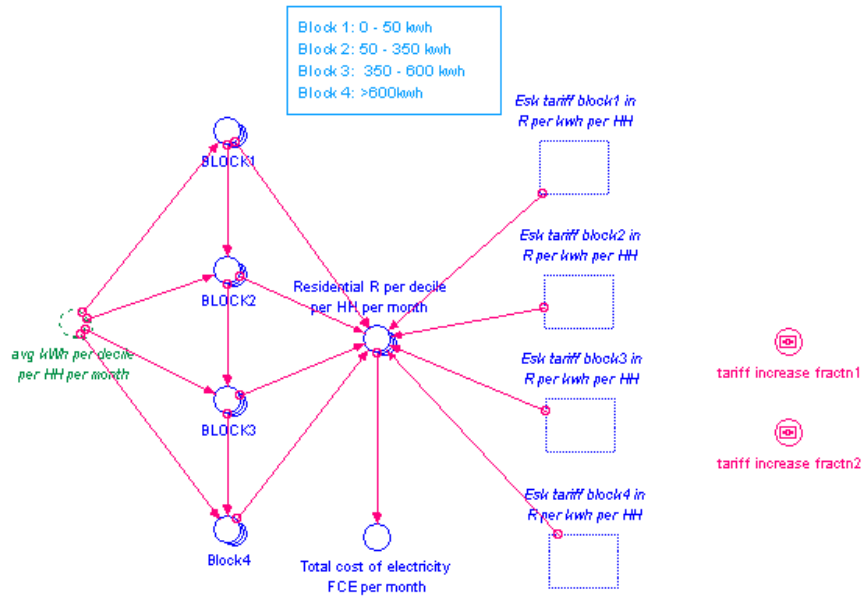 Block 1: 0 - 50 kwh
Block 2: 50 - 350 kwh
Block 3:  350 - 600 kwh
Block 4: >600kwh
Esk tariff block1 in
R per kwh per HH
BLOCK1
Esk tariff block2 in
R per kwh per HH
BLOCK2
Residential R per decile
per HH per month
avg kWh per decile
per HH per month
Esk tariff block3 in
R per kwh per HH
tariff increase fractn1
BLOCK3
tariff increase fractn2
Esk tariff block4 in
R per kwh per HH
Block4
Total cost of electricity
FCE per month